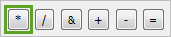 * / & + - =